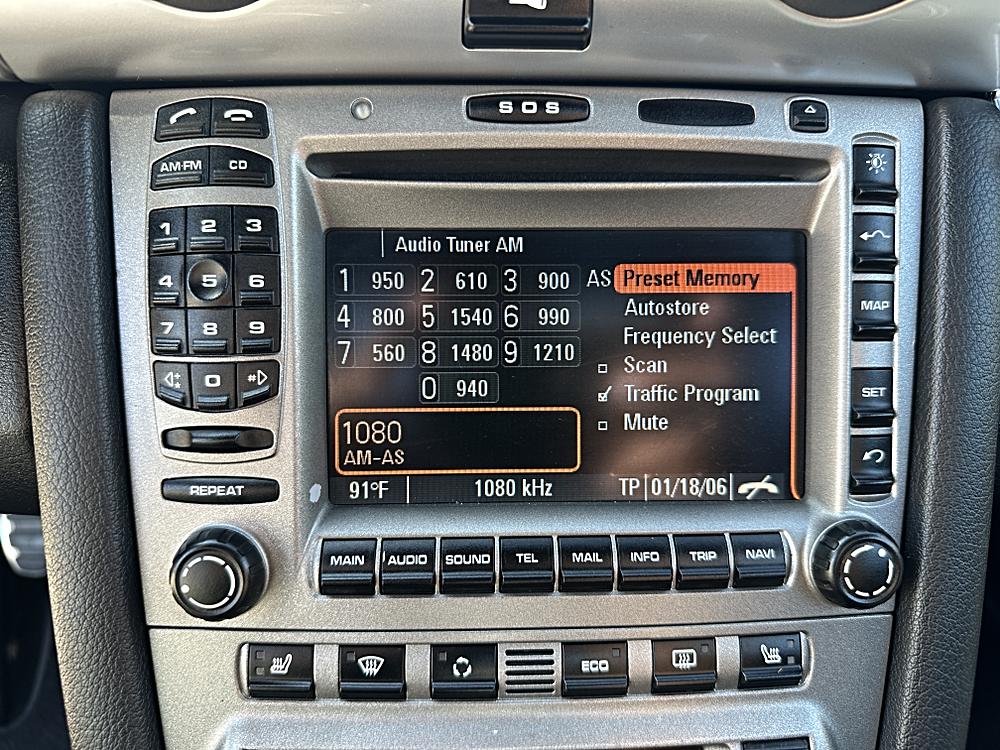 SOS
AM·FM CD
1 2 3
4 5 6
7 8 9
0 #
REPEAT
Audio Tuner AM
1 950 2 610 3 900 AS
4 800 5 1540 6 990
7 560 8 1480 9 1210
0 940
Preset Memory
Autostore
Frequency Select
Scan
Traffic Program
Mute
1080
AM-AS
91°F 1080 kHz TP 01/18/06
MAP
SET
MAIN AUDIO SOUND TEL MAIL INFO TRIP NAVI
ECO